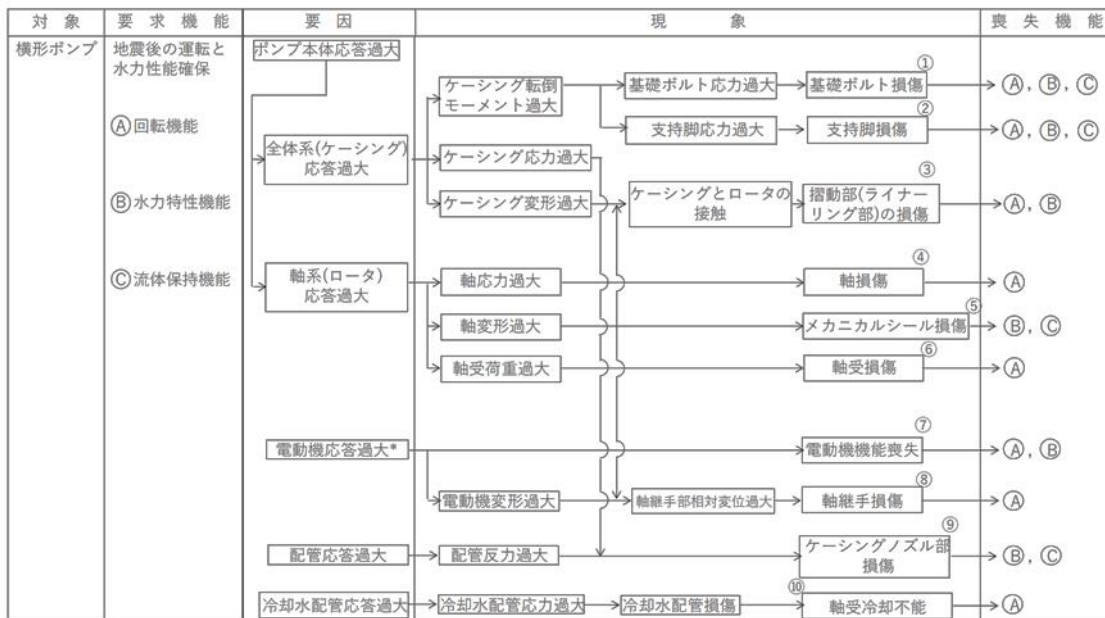 対象 要求機能 要因 現象 喪失機能
横形ポンプ
地震後の運転と
水力性能確保
Ⓐ回転機能
Ⓑ水力特性機能
Ⓒ流体保持機能
ポンプ本体応答過大
全体系(ケーシング)
応答過大
ケーシング転倒
モーメント過大
基礎ボルト応力過大
①
基礎ボルト損傷
Ⓐ, Ⓑ, Ⓒ
支持脚応力過大
②
支持脚損傷
Ⓐ, Ⓑ, Ⓒ
ケーシング応力過大
ケーシング変形過大
ケーシングとロータの
接触
③
摺動部(ライナー
リング部)の損傷
Ⓐ, Ⓑ
軸系(ロータ)
応答過大
軸応力過大
④
軸損傷
Ⓐ
軸変形過大
⑤
メカニカルシール損傷
Ⓑ, Ⓒ
軸受荷重過大
⑥
軸受損傷
Ⓐ
電動機応答過大*
⑦
電動機機能喪失
Ⓐ, Ⓑ
電動機変形過大
軸継手部相対変位過大
⑧
軸継手損傷
Ⓐ
配管応答過大
配管反力過大
⑨
ケーシングノズル部
損傷
Ⓑ, Ⓒ
冷却水配管応答過大
冷却水配管応力過大
冷却水配管損傷
⑩
軸受冷却不能
Ⓐ